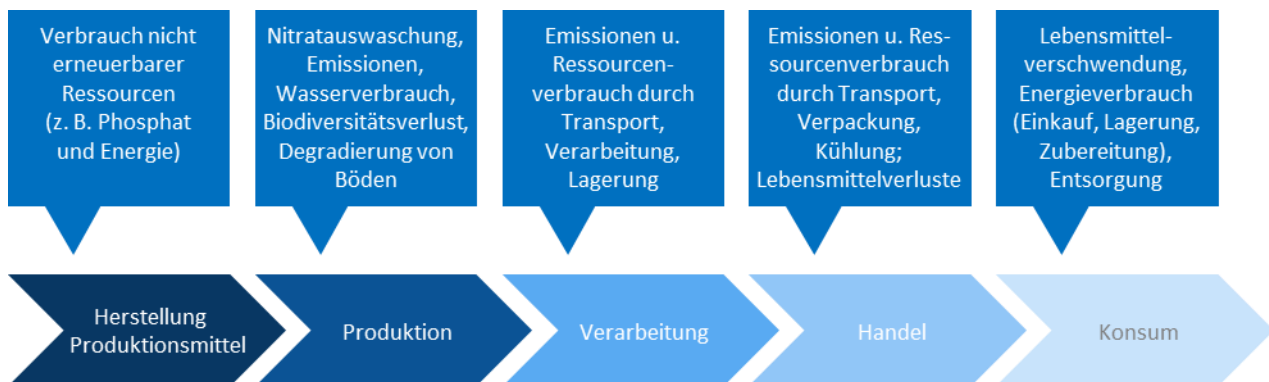 Verbrauch nicht
erneuerbarer
Ressourcen
(z. B. Phosphat
und Energie)
Nitratauswaschung,
Emissionen,
Wasserverbrauch,
Biodiversitätsverlust,
Degradierung von
Böden
Emissionen u.
Ressourcen-
verbrauch durch
Transport,
Verarbeitung,
Lagerung
Emissionen u. Res-
sourcenverbrauch
durch Transport,
Verpackung,
Kühlung;
Lebensmittelverluste
Lebensmittel-
verschwendung,
Energieverbrauch
(Einkauf, Lagerung,
Zubereitung),
Entsorgung
Herstellung
Produktionsmittel
Produktion
Verarbeitung
Handel
Konsum